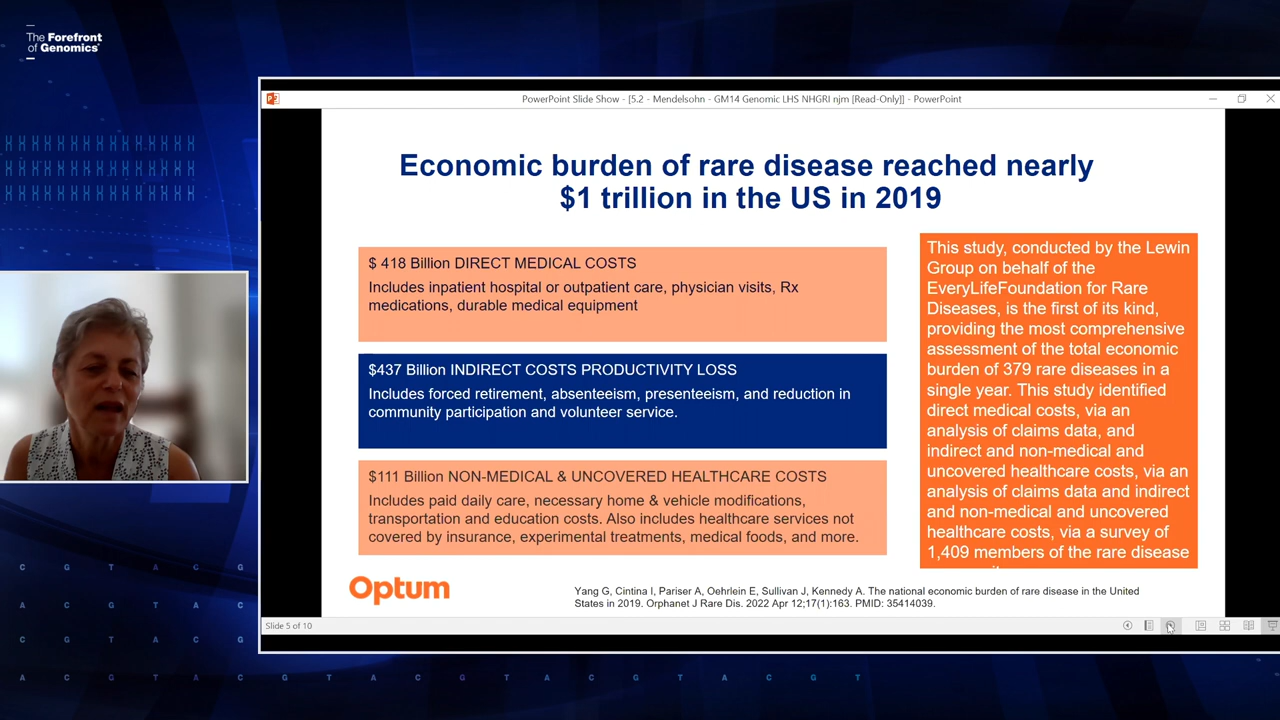 The Forefront
of Genomics®
PowerPoint Slide Show - [5.2 - Mendelsohn - GM14 Genomic LHS NHGRI njm [Read-Only]] - PowerPoint
Economic burden of rare disease reached nearly
$1 trillion in the US in 2019
$ 418 Billion DIRECT MEDICAL COSTS
Includes inpatient hospital or outpatient care, physician visits, Rx
medications, durable medical equipment
$437 Billion INDIRECT COSTS PRODUCTIVITY LOSS
Includes forced retirement, absenteeism, presenteeism, and reduction in
community participation and volunteer service.
$111 Billion NON-MEDICAL & UNCOVERED HEALTHCARE COSTS
Includes paid daily care, necessary home & vehicle modifications,
transportation and education costs. Also includes healthcare services not
covered by insurance, experimental treatments, medical foods, and more.
This study, conducted by the Lewin
Group on behalf of the
EveryLifeFoundation for Rare
Diseases, is the first of its kind,
providing the most comprehensive
assessment of the total economic
burden of 379 rare diseases in a
single year. This study identified
direct medical costs, via an
analysis of claims data, and
indirect and non-medical and
uncovered healthcare costs, via an
analysis of claims data and indirect
and non-medical and uncovered
healthcare costs, via a survey of
1,409 members of the rare disease
Optum
Yang G, Cintina I, Pariser A, Oehrlein E, Sullivan J, Kennedy A. The national economic burden of rare disease in the United
States in 2019. Orphanet J Rare Dis. 2022 Apr 12;17(1):163. PMID: 35414039.
Slide 5 of 10
C G T A C G
A C G T A C G
C G T A C G
A C G T A C G T A C G T A C G T